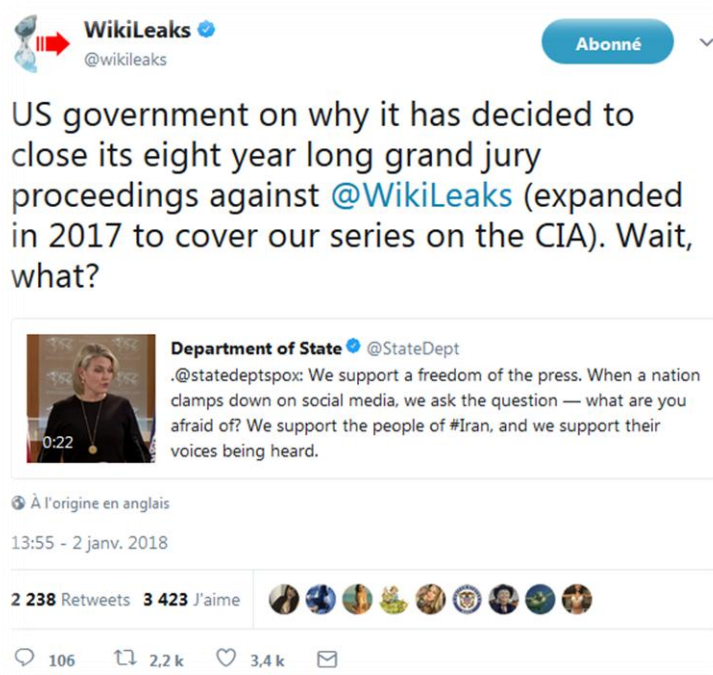 WikiLeaks
@wikileaks
Abonné
US government on why it has decided to
close its eight year long grand jury
proceedings against @WikiLeaks (expanded
in 2017 to cover our series on the CIA). Wait,
what?
Department of State @StateDept
.@statedeptspox: We support a freedom of the press. When a nation
clamps down on social media, we ask the question — what are you
afraid of? We support the people of #Iran, and we support their
voices being heard.
0:22
À l'origine en anglais
13:55 - 2 janv. 2018
2 238 Retweets 3 423 J'aime
106 2,2 k 3,4 k